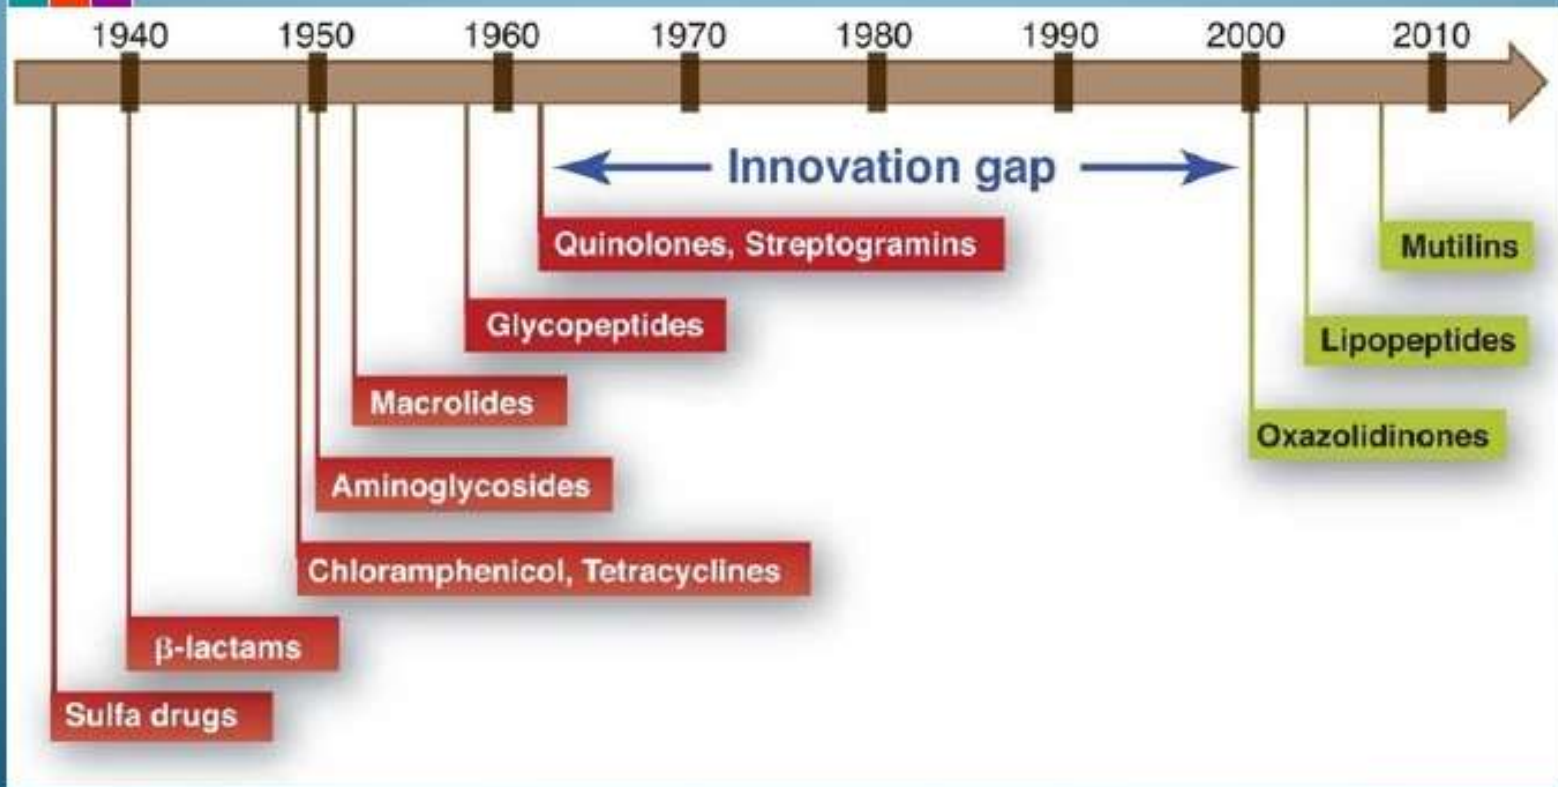 1940 1950 1960 1970 1980 1990 2000 2010
Innovation gap
Quinolones, Streptogramins
Mutilins
Glycopeptides
Lipopeptides
Macrolides
Oxazolidinones
Aminoglycosides
Chloramphenicol, Tetracyclines
β-lactams
Sulfa drugs